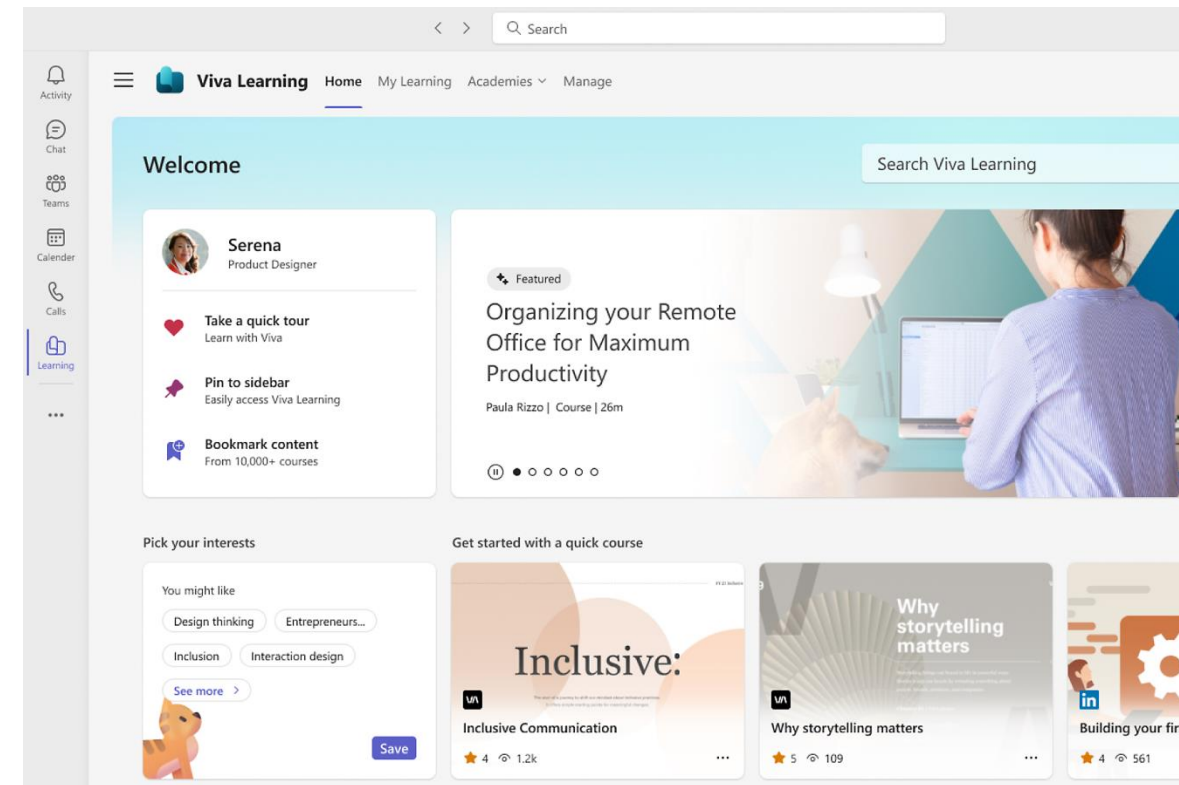 Search
Activity
Chat
Teams
Calender
Calls
Learning
Viva Learning Home My Learning Academies Manage
Welcome
Search Viva Learning
Serena
Product Designer
Take a quick tour
Learn with Viva
Pin to sidebar
Easily access Viva Learning
Bookmark content
From 10,000+ courses
Featured
Organizing your Remote
Office for Maximum
Productivity
Paula Rizzo | Course | 26m
Pick your interests
You might like
Design thinking
Entrepreneurs...
Inclusion
Interaction design
See more
Save
Get started with a quick course
Inclusive:
Inclusive Communication
4 1.2k
Why
storytelling
matters
Why storytelling matters
5 109
in
Building your fir
4 561